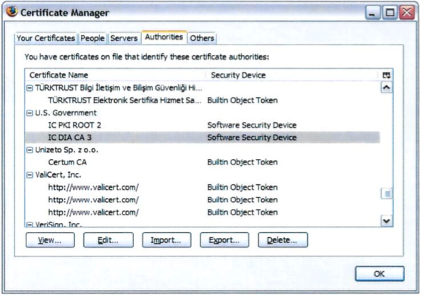 Certificate Manager
Your Certificates People Servers Authorities Others
You have certificates on file that identify these certificate authorities:
Certificate Name Security Device
TÜRKTRUST Bilgi İletişim ve Bilişim Güvenliği Hi...
TÜRKTRUST Elektronik Sertifika Hizmet Sa... Builtin Object Token
U.S. Government
IC PKI ROOT 2 Software Security Device
IC DIA CA 3 Software Security Device
Unizeto Sp. z o.o.
Certum CA Builtin Object Token
ValiCert, Inc.
http://www.valicert.com/ Builtin Object Token
http://www.valicert.com/ Builtin Object Token
http://www.valicert.com/ Builtin Object Token
VeriSign, Inc.
View... Edit... Import... Export... Delete...
OK